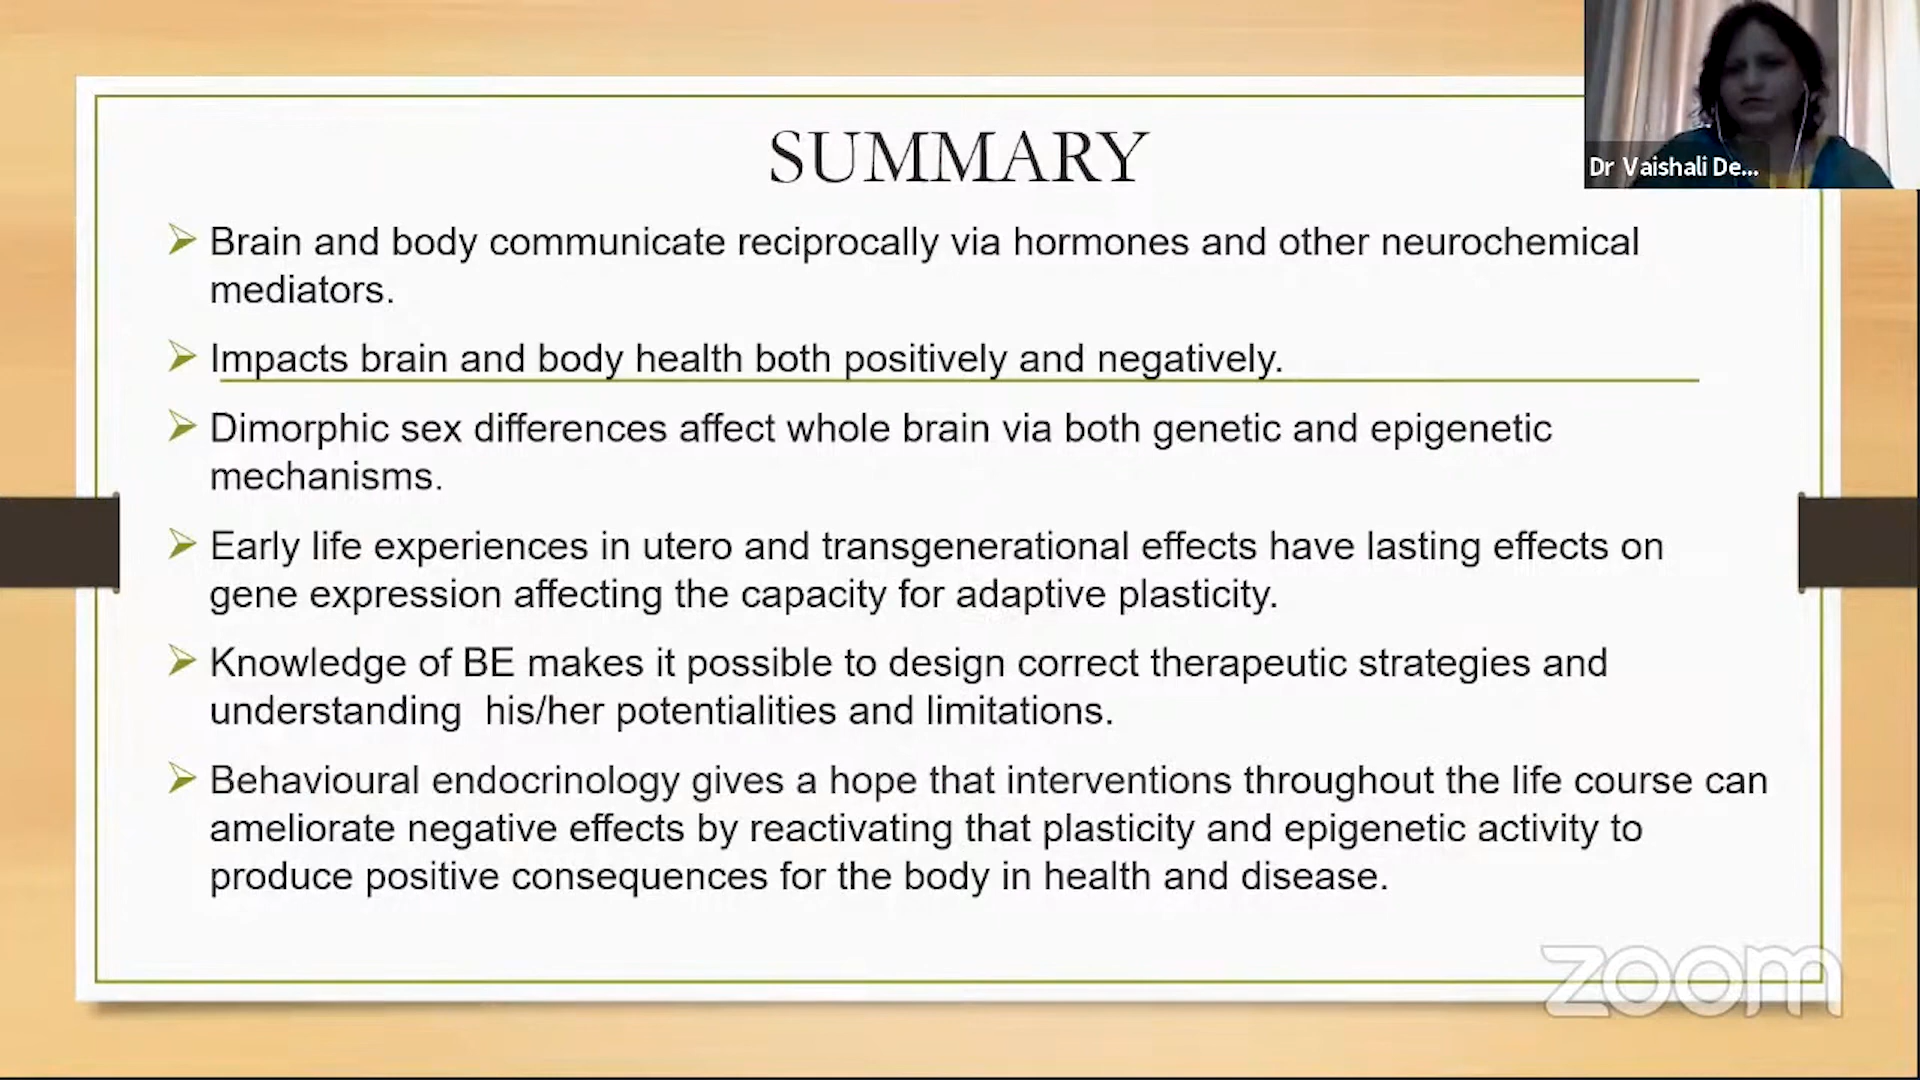 SUMMARY
Dr Vaishali De...
Brain and body communicate reciprocally via hormones and other neurochemical
mediators.
Impacts brain and body health both positively and negatively.
Dimorphic sex differences affect whole brain via both genetic and epigenetic
mechanisms.
Early life experiences in utero and transgenerational effects have lasting effects on
gene expression affecting the capacity for adaptive plasticity.
Knowledge of BE makes it possible to design correct therapeutic strategies and
understanding  his/her potentialities and limitations.
Behavioural endocrinology gives a hope that interventions throughout the life course can
ameliorate negative effects by reactivating that plasticity and epigenetic activity to
produce positive consequences for the body in health and disease.
zoom